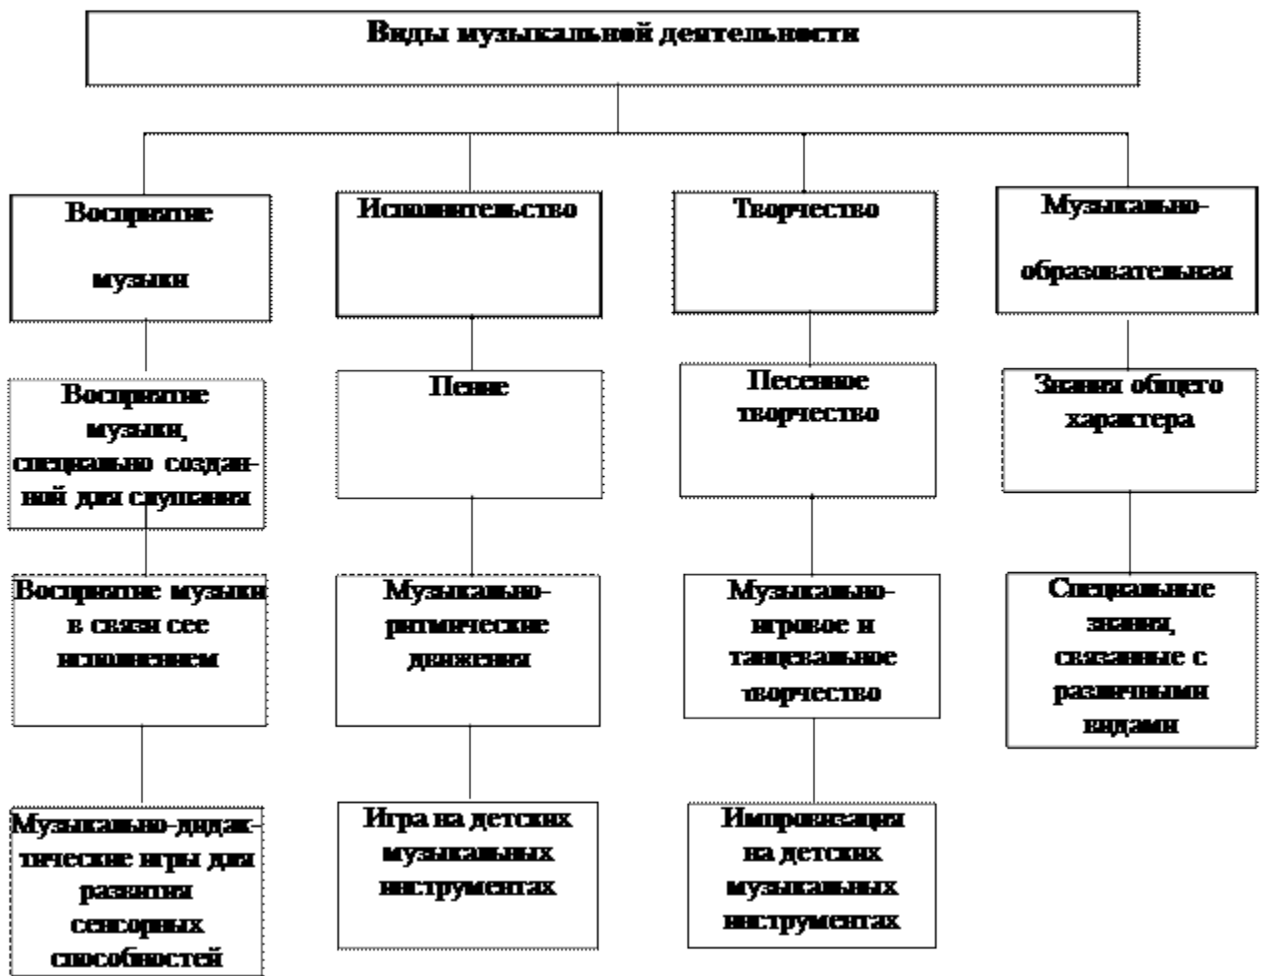 Виды музыкальной деятельности
Восприятие
музыки
Исполнительство
Творчество
Музыкально-
образовательная
Восприятие
музыки,
специально создан-
ной для слушания
Пение
Песенное
творчество
Знания общего
характера
Восприятие музыки
в связи сее
исполнением
Музыкально-
ритмические
движения
Музыкально-
игровое и
танцевальное
творчество
Специальные
знания,
связанные с
различными
видами
Музыкально-дидак-
тические игры для
развития
сенсорных
способностей
Игра на детских
музыкальных
инструментах
Импровизация
на детских
музыкальных
инструментах